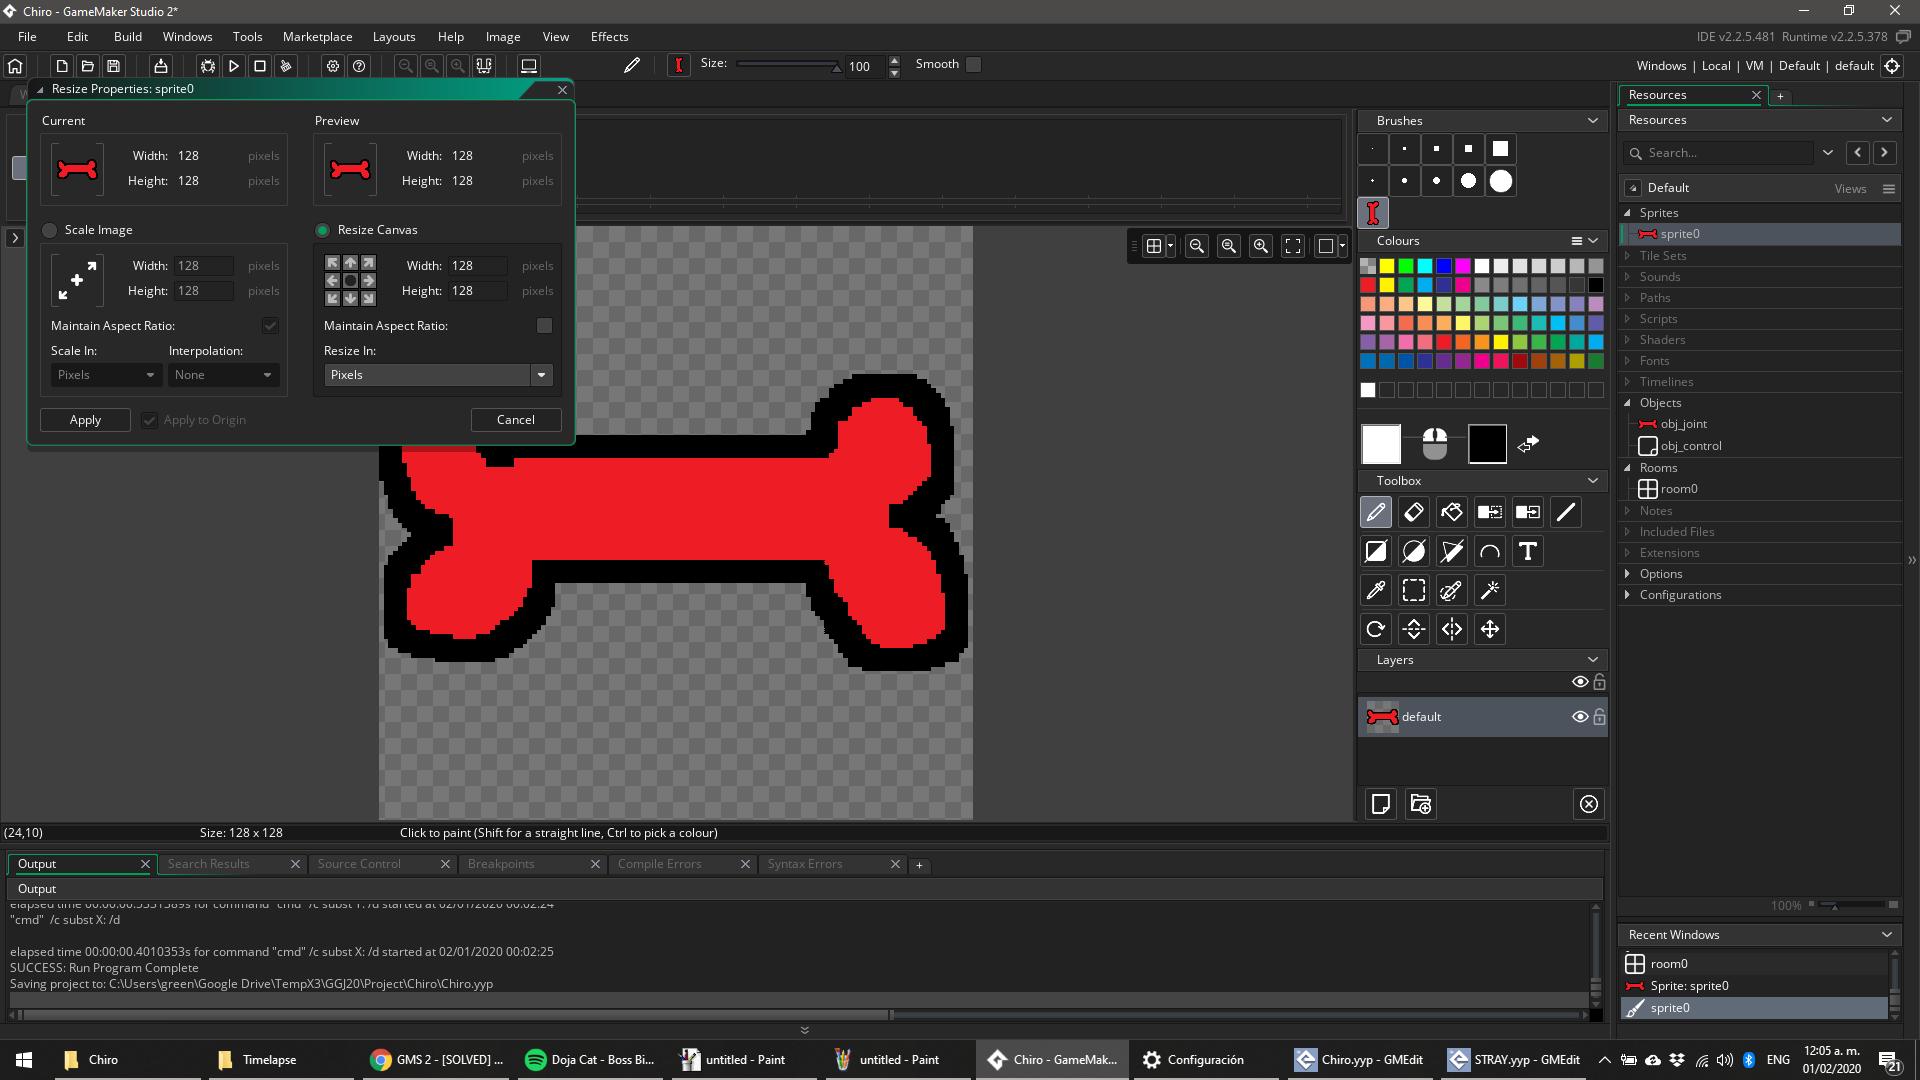 Chiro - GameMaker Studio 2*
File Edit Build Windows Tools Marketplace Layouts Help Image View Effects
IDE v2.2.5.481 Runtime v2.2.5.378
Size: 100 Smooth
Windows | Local | VM | Default | default
Resize Properties: sprite0
Current Preview
Width: 128 pixels Width: 128 pixels
Height: 128 pixels Height: 128 pixels
Scale Image Resize Canvas
Width: 128 pixels Width: 128 pixels
Height: 128 pixels Height: 128 pixels
Maintain Aspect Ratio: Maintain Aspect Ratio:
Scale In: Interpolation: Resize In:
Pixels None Pixels
Apply Apply to Origin Cancel
(24,10) Size: 128 x 128 Click to paint (Shift for a straight line, Ctrl to pick a colour)
Brushes
Colours
Toolbox
T
Layers
default
Resources
Resources
Search...
Default Views
Sprites
sprite0
Tile Sets
Sounds
Paths
Scripts
Shaders
Fonts
Timelines
Objects
obj_joint
obj_control
Rooms
room0
Notes
Included Files
Extensions
Options
Configurations
100%
Recent Windows
room0
Sprite: sprite0
sprite0
Output Search Results Source Control Breakpoints Compile Errors Syntax Errors
Output
"cmd" /c subst X: /d
elapsed time 00:00:00.4010353s for command "cmd" /c subst X: /d started at 02/01/2020 00:02:25
SUCCESS: Run Program Complete
Saving project to: C:\Users\green\Google Drive\TempX3\GGJ20\Project\Chiro\Chiro.yyp
Chiro Timelapse GMS 2 - [SOLVED] ... Doja Cat - Boss Bi... untitled - Paint untitled - Paint Chiro - GameMak... Configuración Chiro.yyp - GMEdit STRAY.yyp - GMEdit ENG
12:05 a. m.
01/02/2020
21